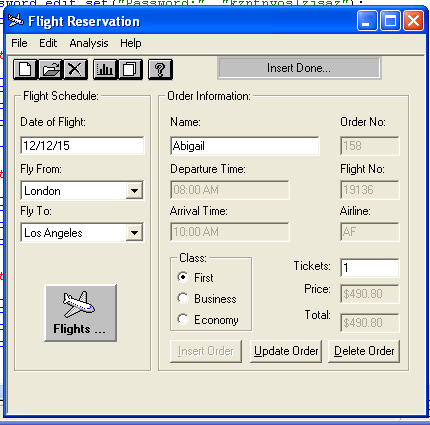 sword_edit.set("Password:", "kzptnvoslzjsaz");
Flight Reservation
File Edit Analysis Help
Insert Done...
Flight Schedule:
Date of Flight:
12/12/15
Fly From:
London
Fly To:
Los Angeles
Flights ...
Order Information:
Name:
Order No:
Abigail
158
Departure Time:
Flight No:
08:00 AM
19136
Arrival Time:
Airline:
10:00 AM
AF
Class:
First
Business
Economy
Tickets:
1
Price:
$490.80
Total:
$490.80
Insert Order
Update Order
Delete Order